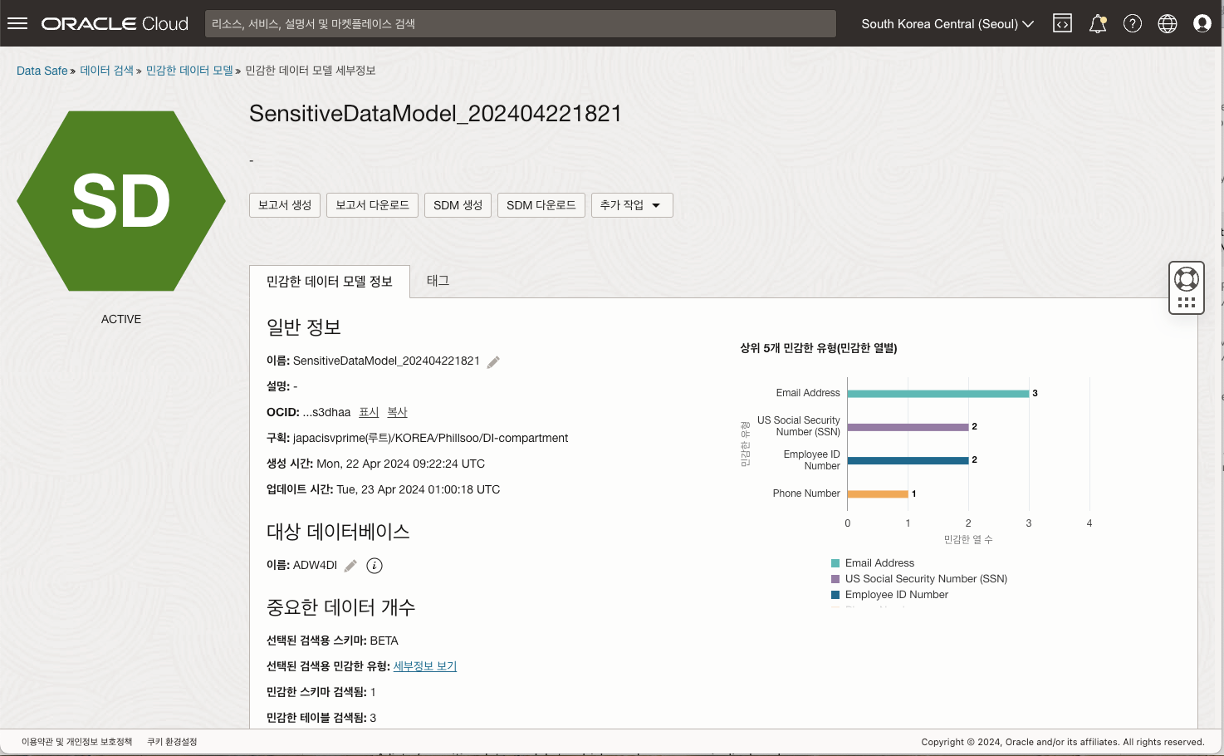 ORACLE Cloud
리소스, 서비스, 설명서 및 마켓플레이스 검색
South Korea Central (Seoul)
Data Safe » 데이터 검색 » 민감한 데이터 모델 » 민감한 데이터 모델 세부정보
SD
ACTIVE
SensitiveDataModel_202404221821
-
보고서 생성 보고서 다운로드 SDM 생성 SDM 다운로드 추가 작업
민감한 데이터 모델 정보 태그
일반 정보
이름: SensitiveDataModel_202404221821
설명: -
OCID: ...s3dhaa 표시 복사
구획: japacisvprime(루트)/KOREA/Phillsoo/DI-compartment
생성 시간: Mon, 22 Apr 2024 09:22:24 UTC
업데이트 시간: Tue, 23 Apr 2024 01:00:18 UTC
대상 데이터베이스
이름: ADW4DI
중요한 데이터 개수
선택된 검색용 스키마: BETA
선택된 검색용 민감한 유형: 세부정보 보기
민감한 스키마 검색됨: 1
민감한 테이블 검색됨: 3
상위 5개 민감한 유형(민감한 열별)
민감한 유형
Email Address 3
US Social Security
Number (SSN) 2
Employee ID
Number 2
Phone Number 1
0 1 2 3 4
민감한 열 수
Email Address
US Social Security Number (SSN)
Employee ID Number
이용약관 및 개인정보 보호정책 쿠키 환경설정
Copyright © 2024, Oracle and/or its affiliates. All rights reserved.